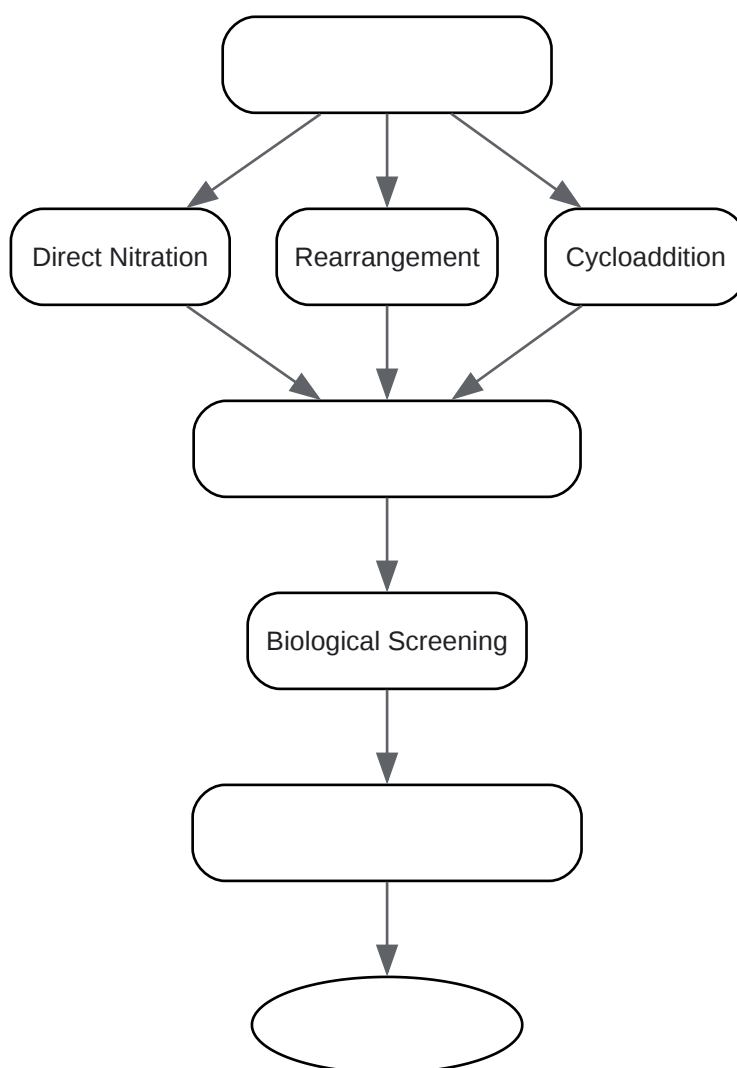 Direct Nitration
Rearrangement
Cycloaddition
Biological Screening